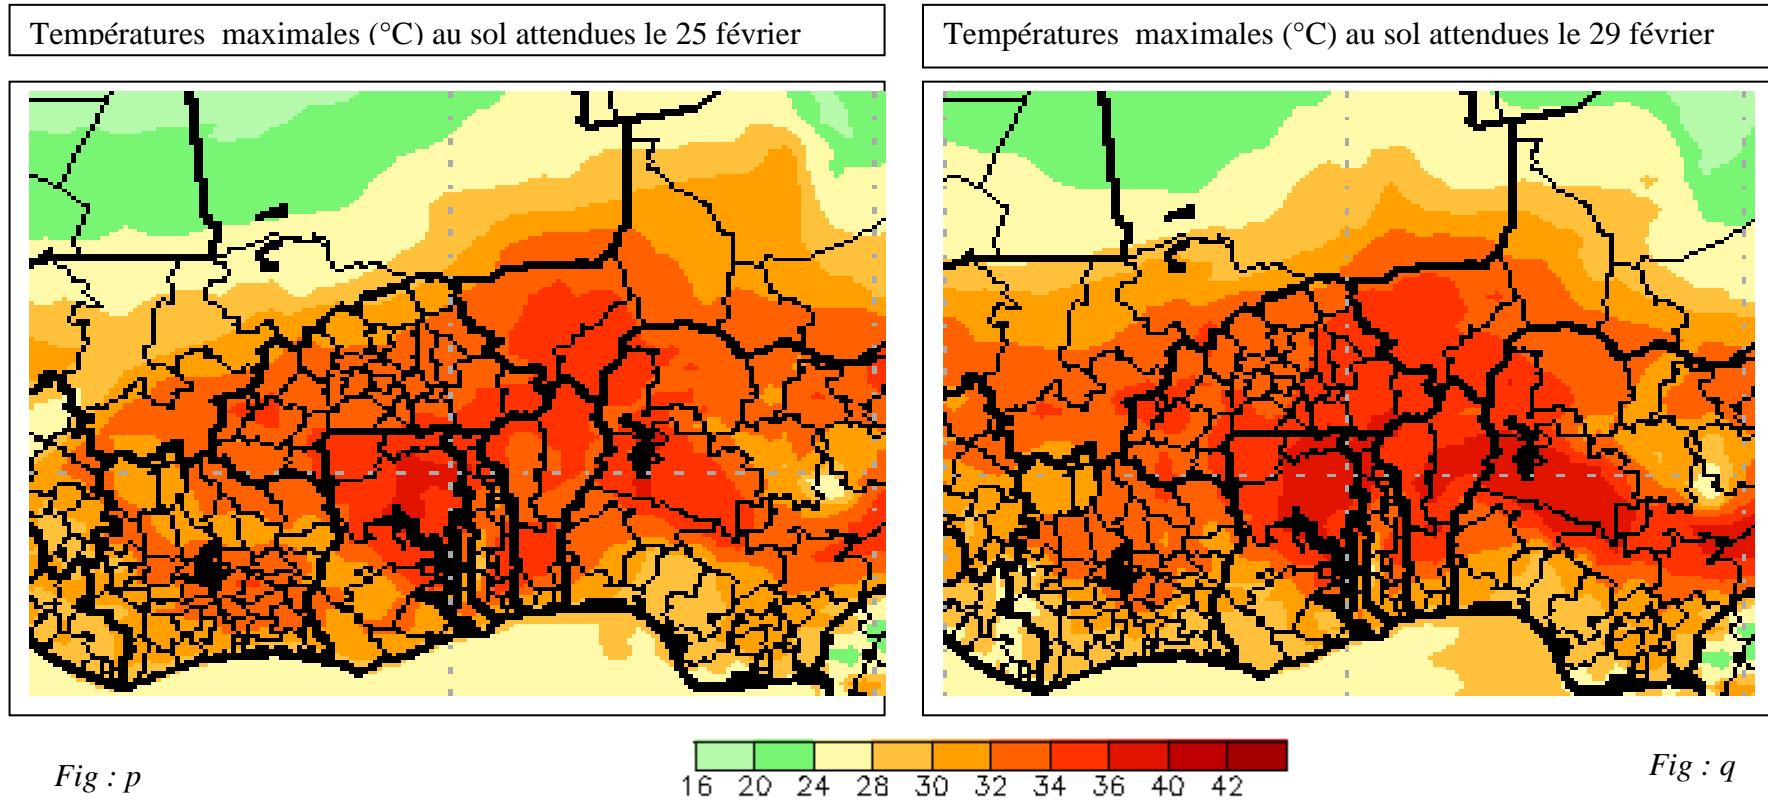 Températures maximales (°C) au sol attendues le 25 février
Températures maximales (°C) au sol attendues le 29 février
Fig : p
16 20 24 28 30 32 34 36 40 42
Fig : q